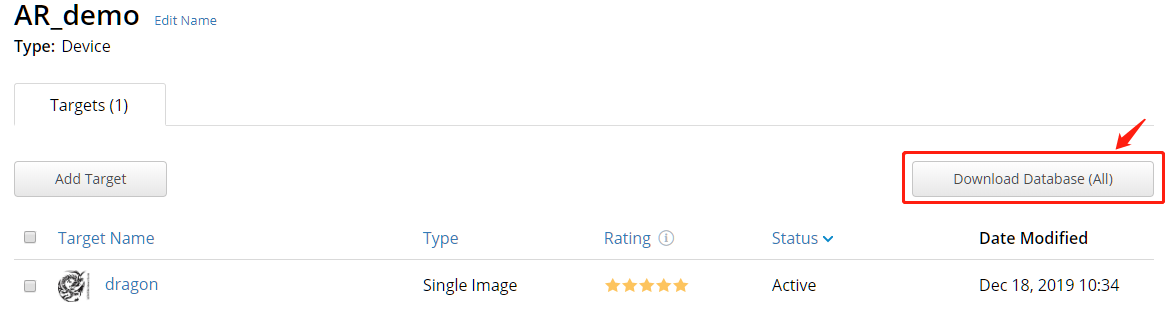 AR_demo Edit Name
Type: Device
Targets (1)
Add Target Download Database (All)
Target Name Type Rating Status Date Modified
dragon Single Image Active Dec 18, 2019 10:34